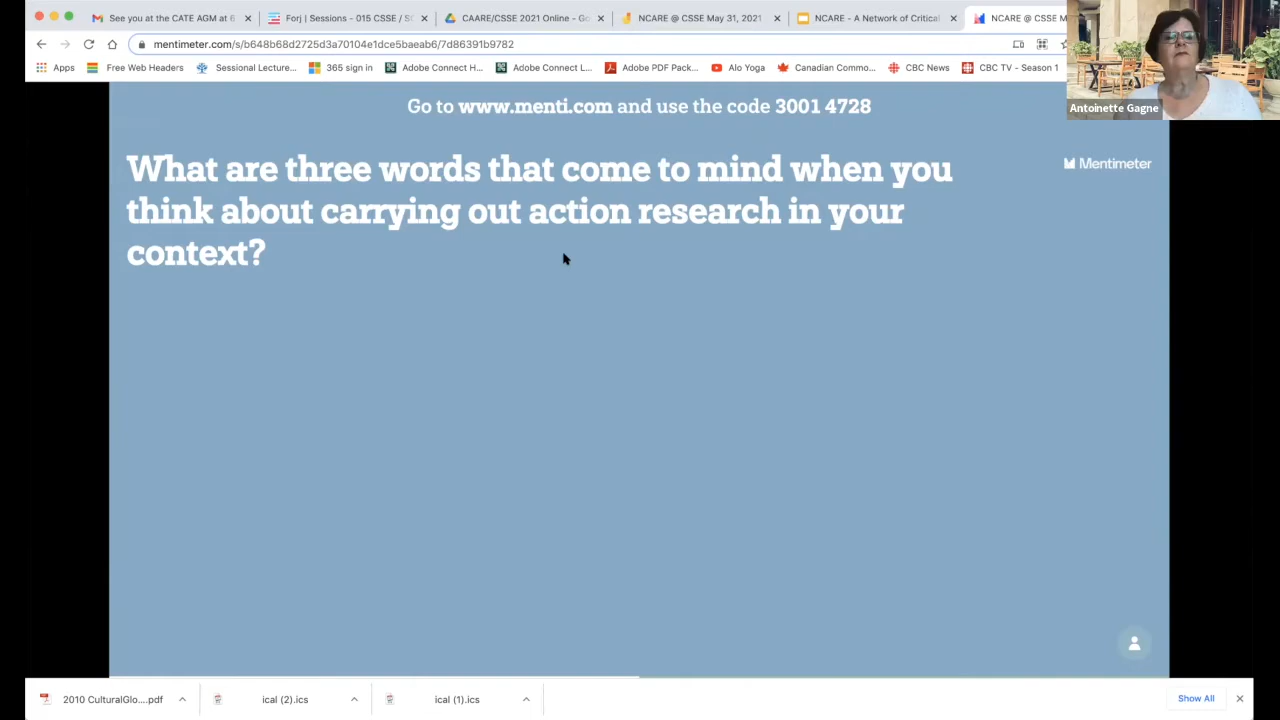 See you at the CATE AGM at 6
Forj | Sessions - 015 CSSE / SC
CAARE/CSSE 2021 Online - Go
NCARE @ CSSE May 31, 2021
NCARE - A Network of Critical
NCARE @ CSSE M
mentimeter.com/s/b648b68d2725d3a70104e1dce5baeab6/7d86391b9782
Apps
Free Web Headers
Sessional Lecture...
365 sign in
Adobe Connect H...
Adobe Connect L...
Adobe PDF Pack...
Alo Yoga
Canadian Commo...
CBC News
CBC TV - Season 1
Antoinette Gagne
Go to www.menti.com and use the code 3001 4728
Mentimeter
What are three words that come to mind when you
think about carrying out action research in your
context?
2010 CulturalGlo....pdf
ical (2).ics
ical (1).ics
Show All